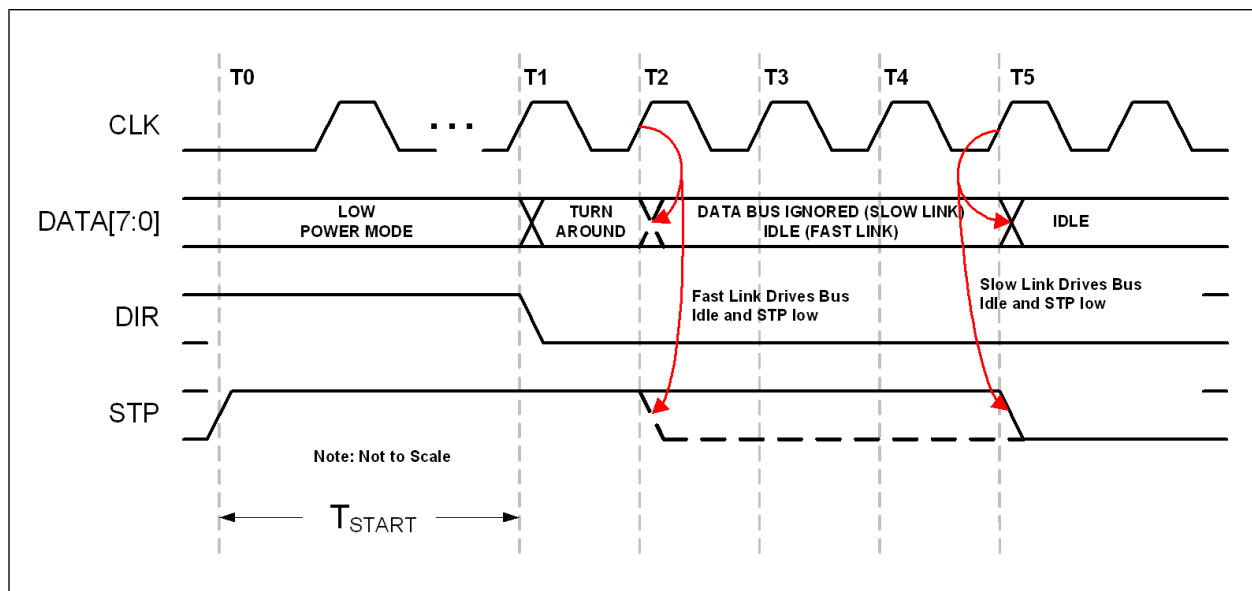 T0
T1
T2
T3
T4
T5
CLK
...
DATA[7:0]
LOW
POWER MODE
TURN
AROUND
DATA BUS IGNORED (SLOW LINK)
IDLE (FAST LINK)
IDLE
DIR
Fast Link Drives Bus
Idle and STP low
Slow Link Drives Bus
Idle and STP low
STP
Note: Not to Scale
TSTART